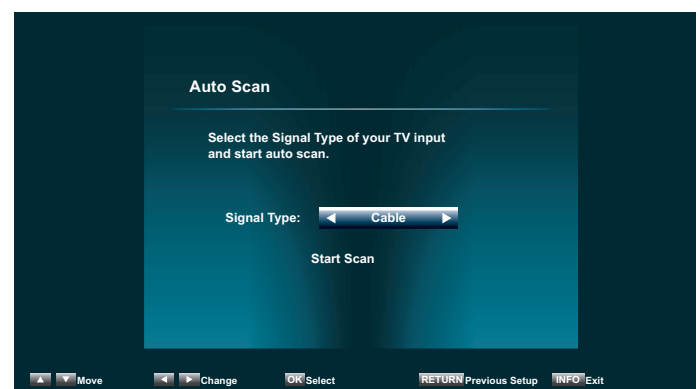 Auto Scan
Select the Signal Type of your TV input
and start auto scan.
Signal Type: Cable
Start Scan
Move Change OK Select RETURN Previous Setup INFO Exit